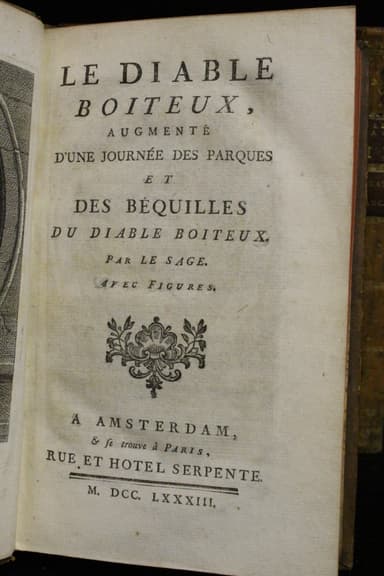 LE DIABLE
BOITEUX,
AUGMENTÉ
D'UNE JOURNÉE DES PARQUES
ET
DES BÉQUILLES
DU DIABLE BOITEUX.
PAR LE SAGE.
AVEC FIGURES.
A AMSTERDAM,
& se trouve à PARIS,
RUE ET HOTEL SERPENTE.
M. DCC. LXXXIII.